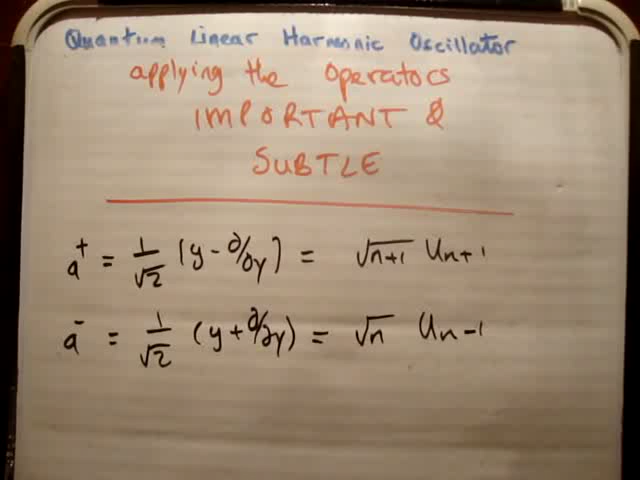 Quantum Linear Harmonic Oscillator
applying the Operators
IMPORTANT &
SUBTLE
a⁺ = 1/√2 (y - ∂/∂y) = √n+1 Un+1
a⁻ = 1/√2 (y + ∂/∂y) = √n Un-1